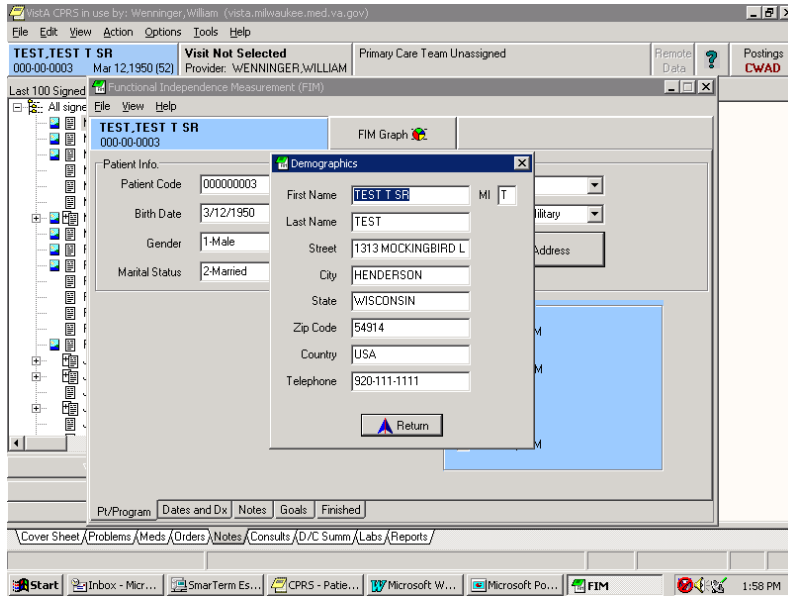 VistA CPRS in use by: Wenninger,William (vista.milwaukee.med.va.gov)
File Edit View Action Options Tools Help
TEST,TEST T SR
000-00-0003 Mar 12,1950 (52)
Visit Not Selected
Provider: WENNINGER,WILLIAM
Primary Care Team Unassigned
Remote
Data
Postings
CWAD
Last 100 Signed
All signe
Functional Independence Measurement (FIM)
File View Help
TEST,TEST T SR
000-00-0003
FIM Graph
Patient Info.
Patient Code 000000003
Birth Date 3/12/1950
Gender 1-Male
Marital Status 2-Married
Military
Address
Demographics
First Name TEST T SR MI T
Last Name TEST
Street 1313 MOCKINGBIRD L
City HENDERSON
State WISCONSIN
Zip Code 54914
Country USA
Telephone 920-111-1111
Return
Pt/Program Dates and Dx Notes Goals Finished
Cover Sheet Problems Meds Orders Notes Consults D/C Summ Labs Reports
Start Inbox - Micr... SmarTerm Es... CPRS - Patie... Microsoft W... Microsoft Po... FIM 1:58 PM